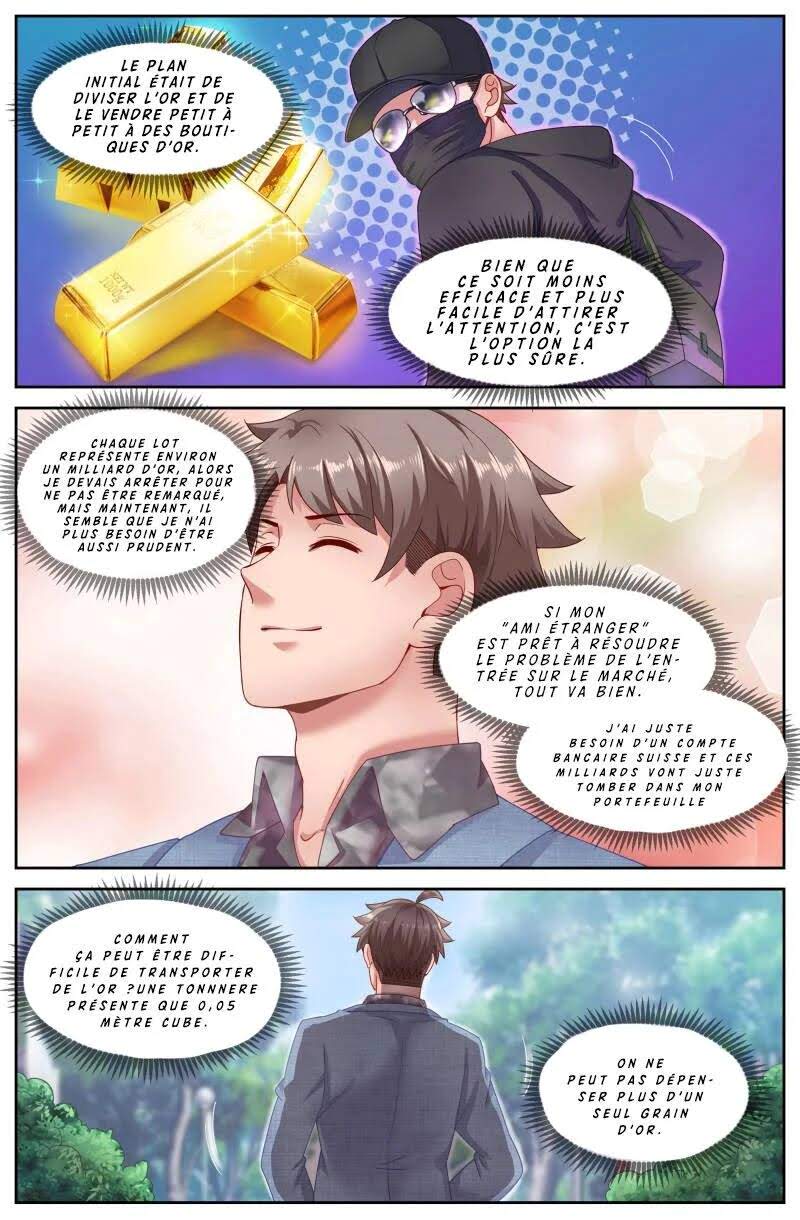 LE PLAN
INITIAL ÉTAIT DE
DIVISER L'OR ET DE
LE VENDRE PETIT À
PETIT À DES BOUTI-
QUES D'OR.
1000g
BIEN QUE
CE SOIT MOINS
EFFICACE ET PLUS
FACILE D'ATTIRER
L'ATTENTION, C'EST
L'OPTION LA
PLUS SÛRE.
CHAQUE LOT
REPRÉSENTE ENVIRON
UN MILLIARD D'OR, ALORS
JE DEVAIS ARRÊTER POUR
NE PAS ÊTRE REMARQUÉ,
MAIS MAINTENANT, IL
SEMBLE QUE JE N'AI
PLUS BESOIN D'ÊTRE
AUSSI PRUDENT.
SI MON
"AMI ÉTRANGER"
EST PRÊT À RÉSOUDRE
LE PROBLÈME DE L'EN-
TRÉE SUR LE MARCHÉ,
TOUT VA BIEN.
J'AI JUSTE
BESOIN D'UN COMPTE
BANCAIRE SUISSE ET CES
MILLIARDS VONT JUSTE
TOMBER DANS MON
PORTEFEUILLE
COMMENT
ÇA PEUT ÊTRE DIF-
FICILE DE TRANSPORTER
DE L'OR ?UNE TONNNERE
PRÉSENTE QUE 0,05
MÈTRE CUBE.
ON NE
PEUT PAS DÉPEN-
SER PLUS D'UN
SEUL GRAIN
D'OR.